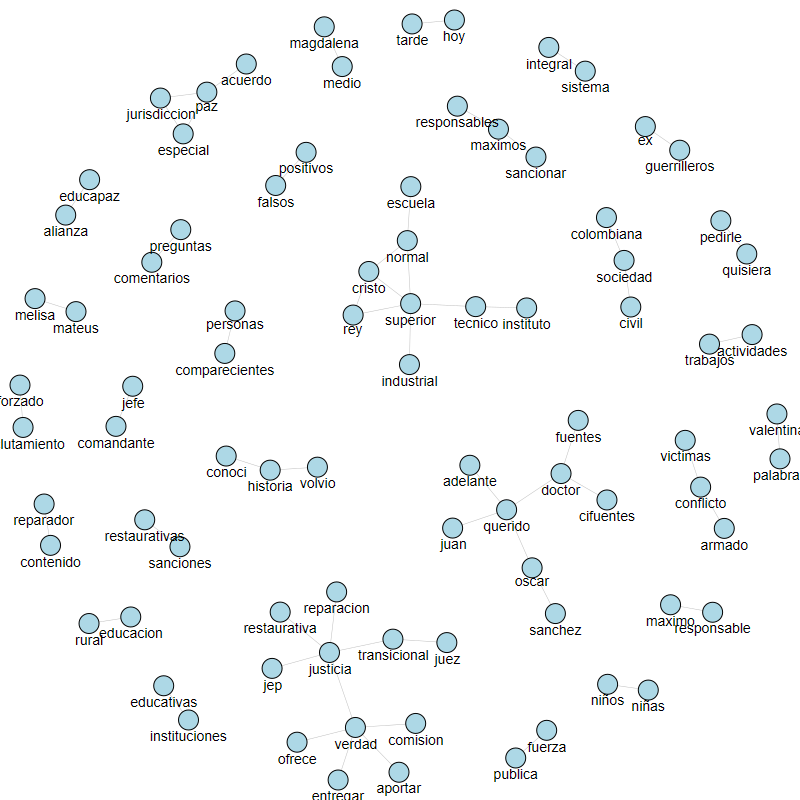 hoy
tarde
magdalena
integral
acuerdo
medio
sistema
paz
jurisdiccion
responsables
maximos
ex
especial
guerrilleros
positivos
sancionar
educapaz
falsos
escuela
alianza
colombiana
pedirle
preguntas
normal
quisiera
comentarios
sociedad
cristo
melisa
mateus
personas
rey
superior
tecnico
instituto
civil
actividades
trabajos
comparecientes
industrial
forzado
jefe
valentina
fuentes
lutamiento
comandante
victimas
conoci
historia
volvio
adelante
doctor
palabra
conflicto
cifuentes
reparador
querido
restaurativas
juan
armado
contenido
sanciones
oscar
reparacion
maximo
responsable
restaurativa
sanchez
educacion
rural
transicional
juez
justicia
jep
niños
niñas
educativas
instituciones
comision
verdad
fuerza
ofrece
publica
aportar
entregar